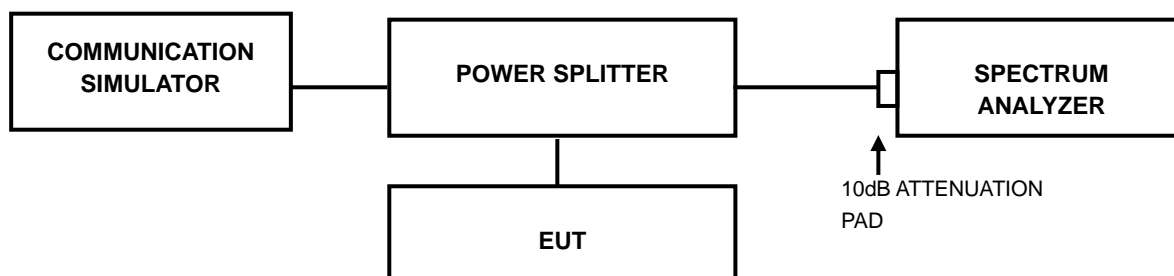 COMMUNICATION
SIMULATOR
POWER SPLITTER
SPECTRUM
ANALYZER
10dB ATTENUATION
PAD
EUT